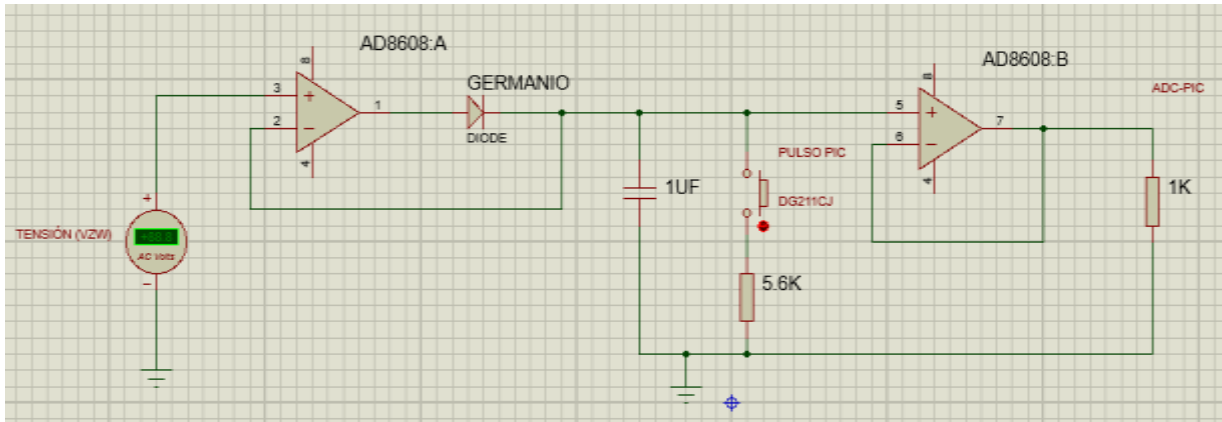 AD8608:A
8
3
2
1
4
GERMANIO
DIODE
AD8608:B
8
5
6
7
4
ADC-PIC
PULSO PIC
1UF
DG211CJ
1K
TENSIÓN (VZW)
+
AC Volts
-
5.6K